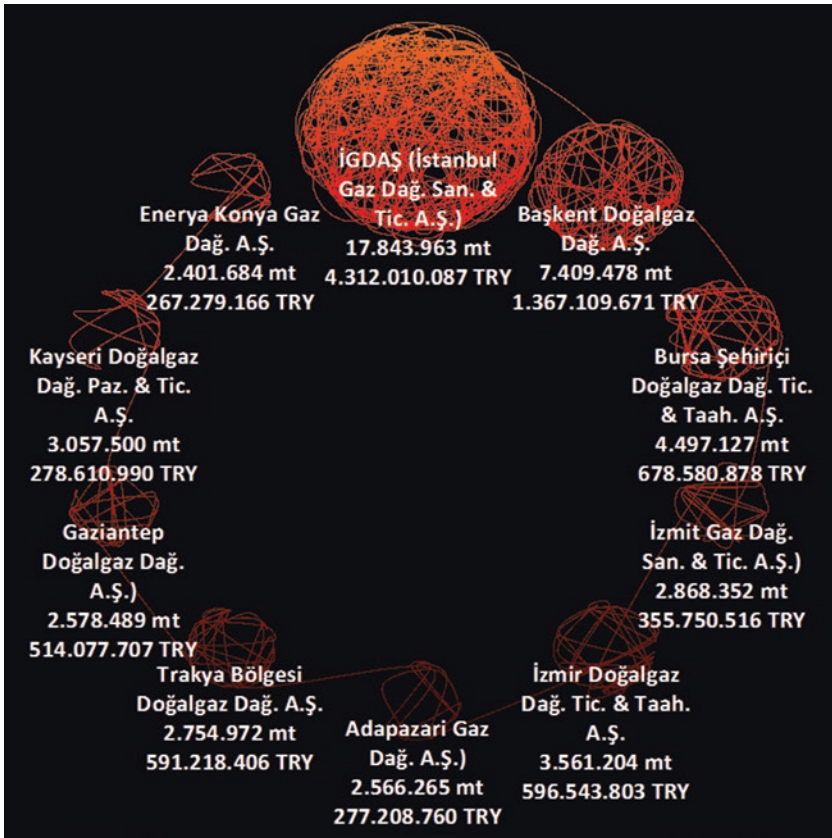 İGDAŞ (İstanbul
Gaz Dağ. San. &
Tic. A.Ş.)
17.843.963 mt
4.312.010.087 TRY
Başkent Doğalgaz
Dağ. A.Ş.
7.409.478 mt
1.367.109.671 TRY
Bursa Şehiriçi
Doğalgaz Dağ. Tic.
& Taah. A.Ş.
4.497.127 mt
678.580.878 TRY
İzmit Gaz Dağ.
San. & Tic. A.Ş.)
2.868.352 mt
355.750.516 TRY
İzmir Doğalgaz
Dağ. Tic. & Taah.
A.Ş.
3.561.204 mt
596.543.803 TRY
Adapazari Gaz
Dağ. A.Ş.)
2.566.265 mt
277.208.760 TRY
Trakya Bölgesi
Doğalgaz Dağ. A.Ş.
2.754.972 mt
591.218.406 TRY
Gaziantep
Doğalgaz Dağ.
A.Ş.)
2.578.489 mt
514.077.707 TRY
Kayseri Doğalgaz
Dağ. Paz. & Tic.
A.Ş.
3.057.500 mt
278.610.990 TRY
Enerya Konya Gaz
Dağ. A.Ş.
2.401.684 mt
267.279.166 TRY